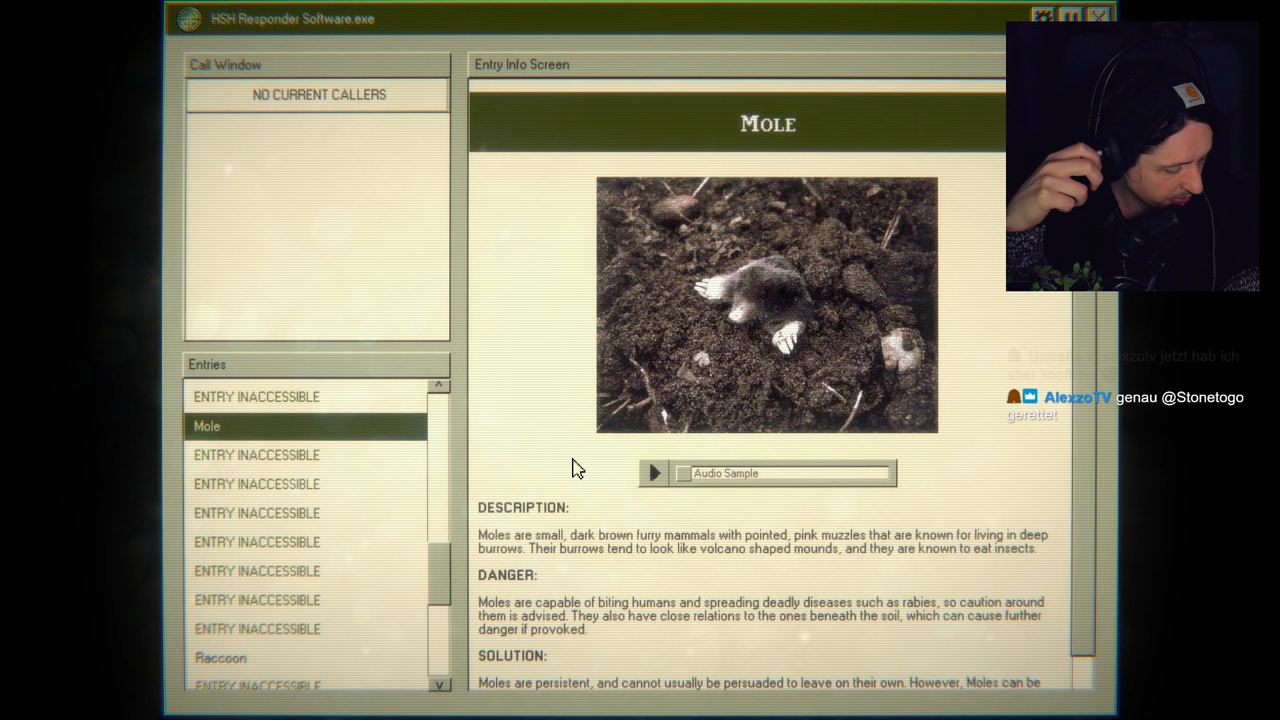 HSH Responder Software.exe
Call Window
NO CURRENT CALLERS
Entries
ENTRY INACCESSIBLE
Mole
ENTRY INACCESSIBLE
ENTRY INACCESSIBLE
ENTRY INACCESSIBLE
ENTRY INACCESSIBLE
ENTRY INACCESSIBLE
ENTRY INACCESSIBLE
ENTRY INACCESSIBLE
Raccoon
ENTRY INACCESSIBLE
Entry Info Screen
MOLE
Audio Sample
DESCRIPTION:
Moles are small, dark brown furry mammals with pointed, pink muzzles that are known for living in deep
burrows. Their burrows tend to look like volcano shaped mounds, and they are known to eat insects.
DANGER:
Moles are capable of biting humans and spreading deadly diseases such as rabies, so caution around
them is advised. They also have close relations to the ones beneath the soil, which can cause further
danger if provoked.
SOLUTION:
Moles are persistent, and cannot usually be persuaded to leave on their own. However, Moles can be
jetzt hab ich
AlexzoTV genau @Stonetogo
gerettet